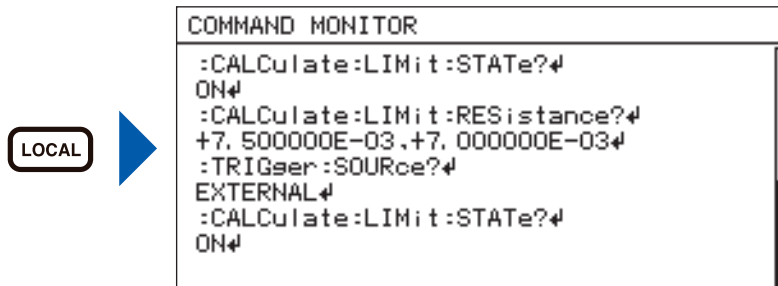 COMMAND MONITOR
:CALCulate:LIMit:STATe?↲
ON↲
:CALCulate:LIMit:RESistance?↲
+7.500000E-03,+7.000000E-03↲
LOCAL
:TRIGger:SOURce?↲
EXTERNAL↲
:CALCulate:LIMit:STATe?↲
ON↲